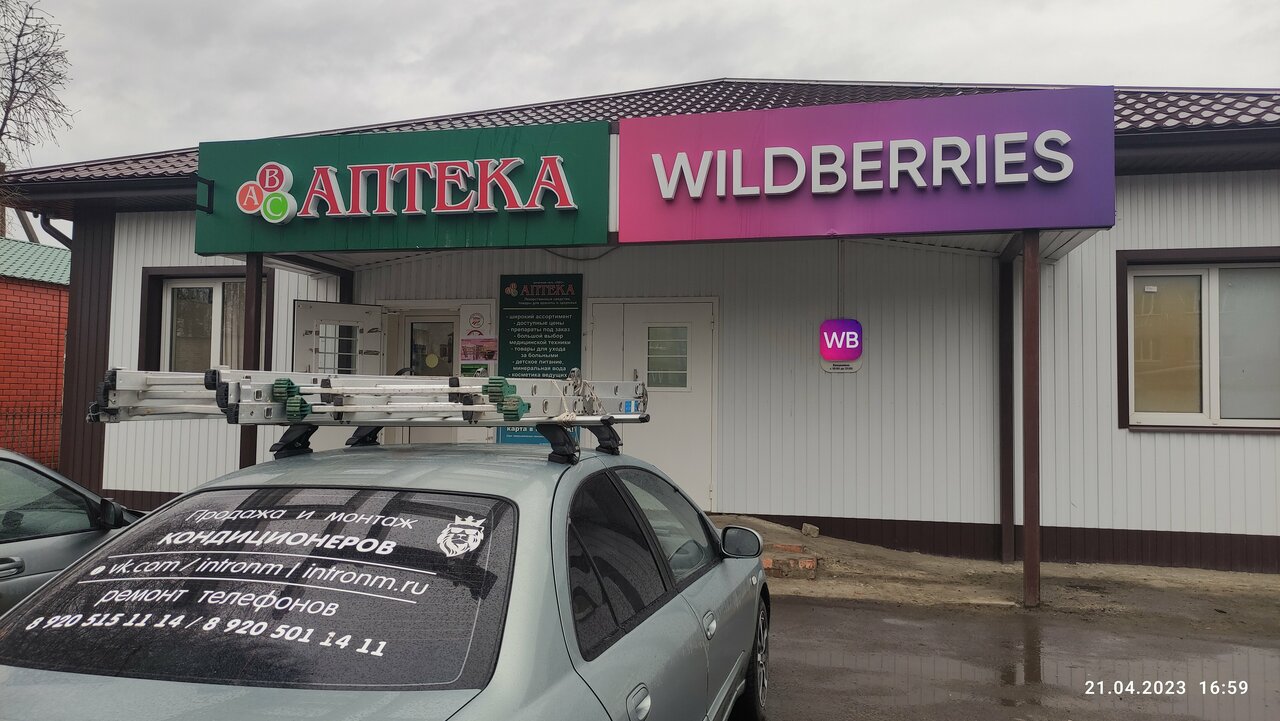 АВС АПТЕКА
WILDBERRIES
АПТЕКА
- широкий ассортимент
- доступные цены
- препараты под заказ
- большой выбор
медицинской техники
- товары для ухода
за больными
- детское питание,
минеральная вода
WB
Продажа и монтаж
КОНДИЦИОНЕРОВ
vk.com / intronm / intronm.ru
ремонт телефонов
8 920 515 11 14 / 8 920 501 14 11
21.04.2023 16:59